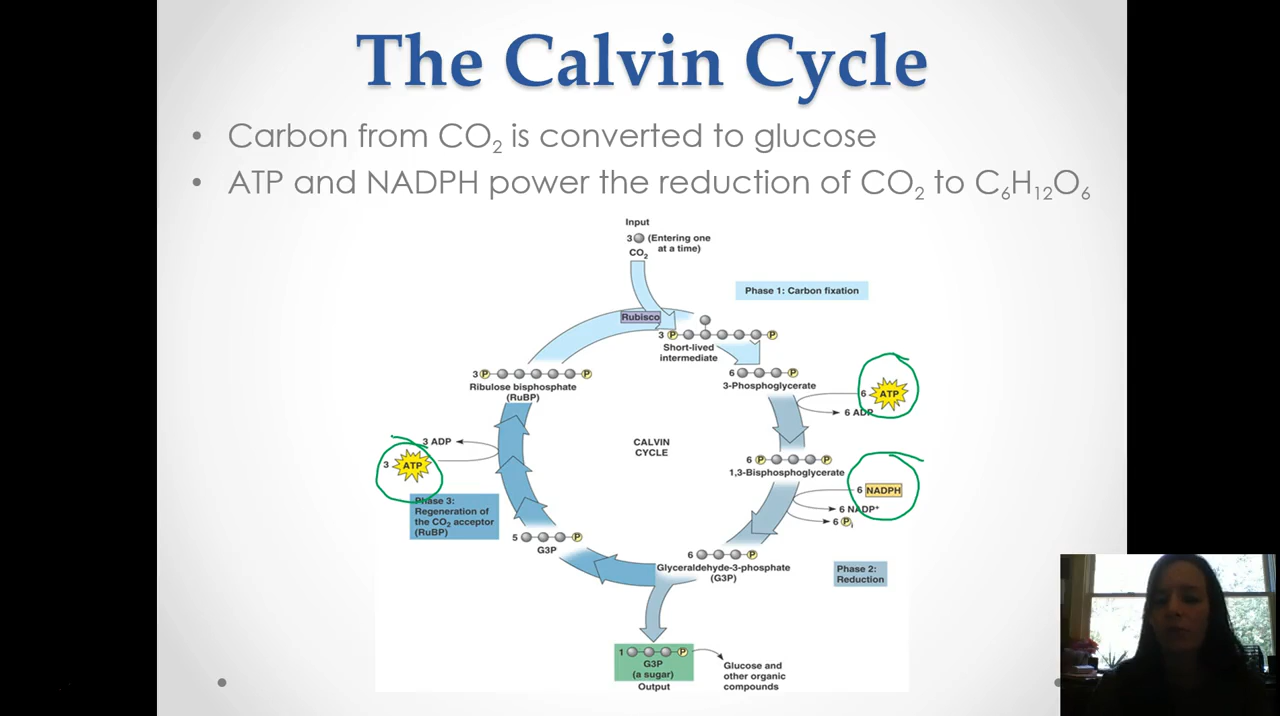 The Calvin Cycle
• Carbon from CO₂ is converted to glucose
• ATP and NADPH power the reduction of CO₂ to C₆H₁₂O₆
Input
3 (Entering one
at a time)
CO₂
Phase 1: Carbon fixation
Rubisco
3 P P
Short-lived
intermediate
3 P P
Ribulose bisphosphate
(RuBP)
6 P
3-Phosphoglycerate
6 ATP
6 ADP
3 ADP
3 ATP
CALVIN
CYCLE
6 P P
1,3-Bisphosphoglycerate
6 NADPH
6 NADP⁺
6 Pᵢ
Phase 3:
Regeneration of
the CO₂ acceptor
(RuBP)
5 P
G3P
6 P
Glyceraldehyde-3-phosphate
(G3P)
Phase 2:
Reduction
1 P
G3P
(a sugar)
Output
Glucose and
other organic
compounds